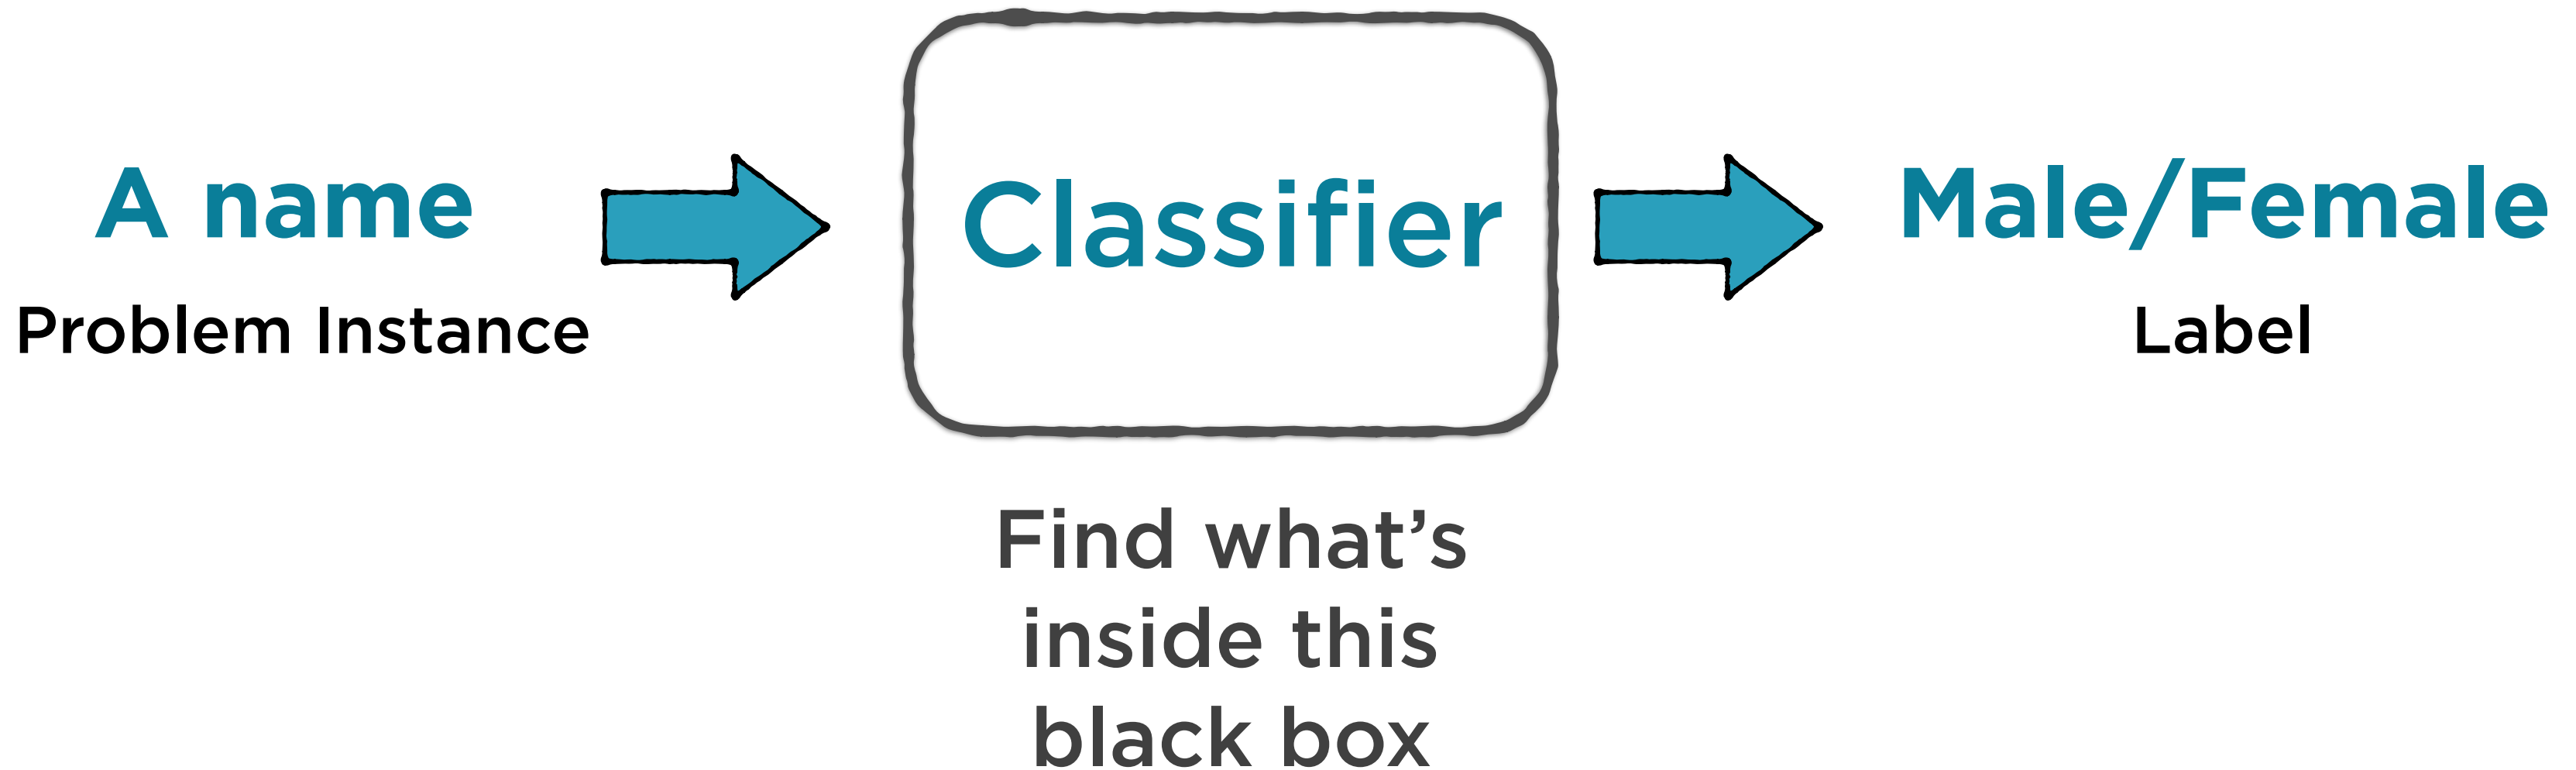 A name
Problem Instance
Classifier
Male/Female
Label
Find what’s
inside this
black box